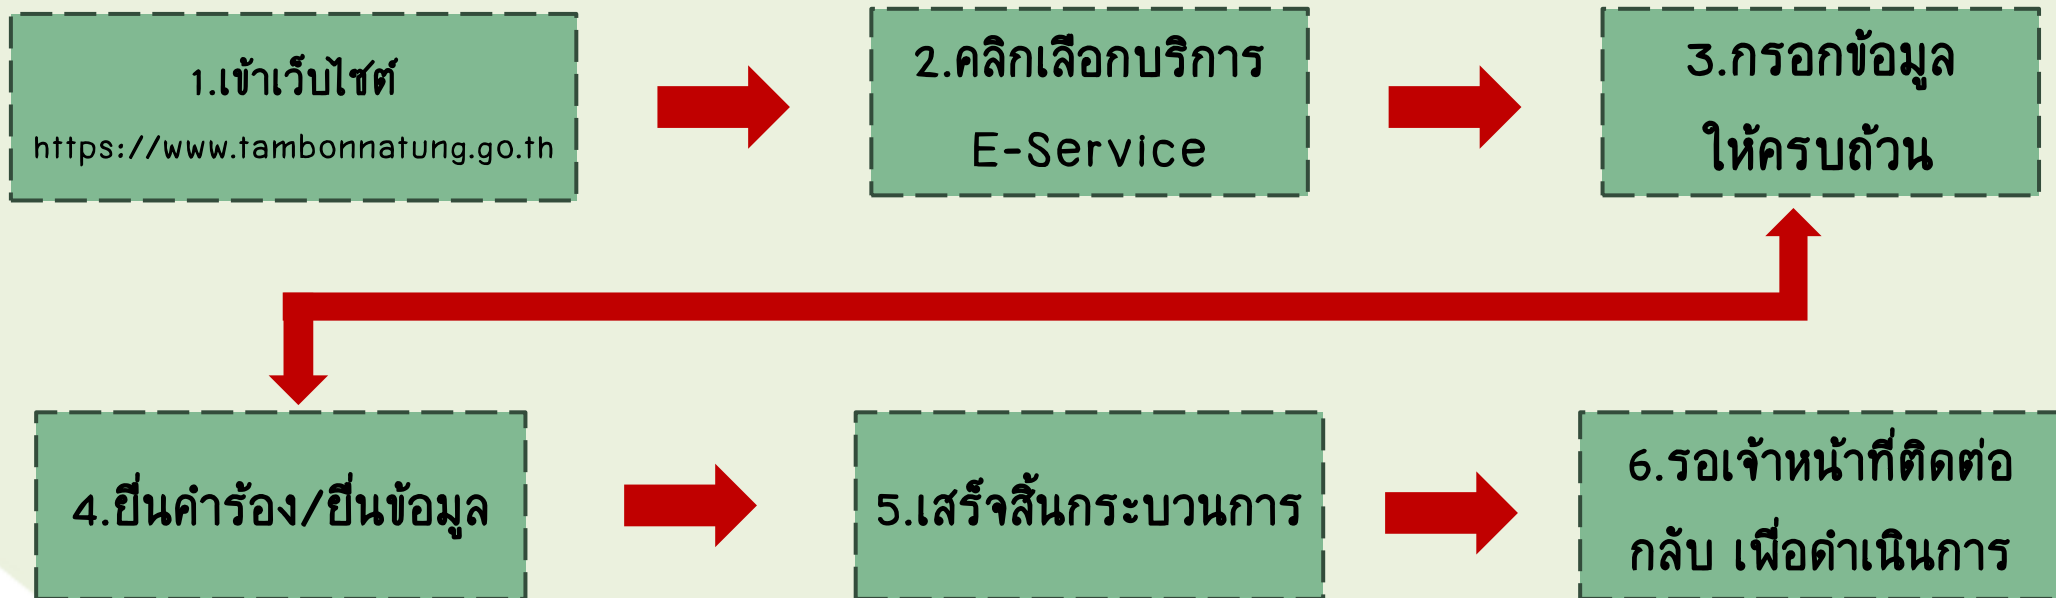 1.เข้าเว็บไซต์
https://www.tambonnatung.go.th
2.คลิกเลือกบริการ
E-Service
3.กรอกข้อมูล
ให้ครบถ้วน
4.ยื่นคำร้อง/ยื่นข้อมูล
5.เสร็จสิ้นกระบวนการ
6.รอเจ้าหน้าที่ติดต่อ
กลับ เพื่อดำเนินการ